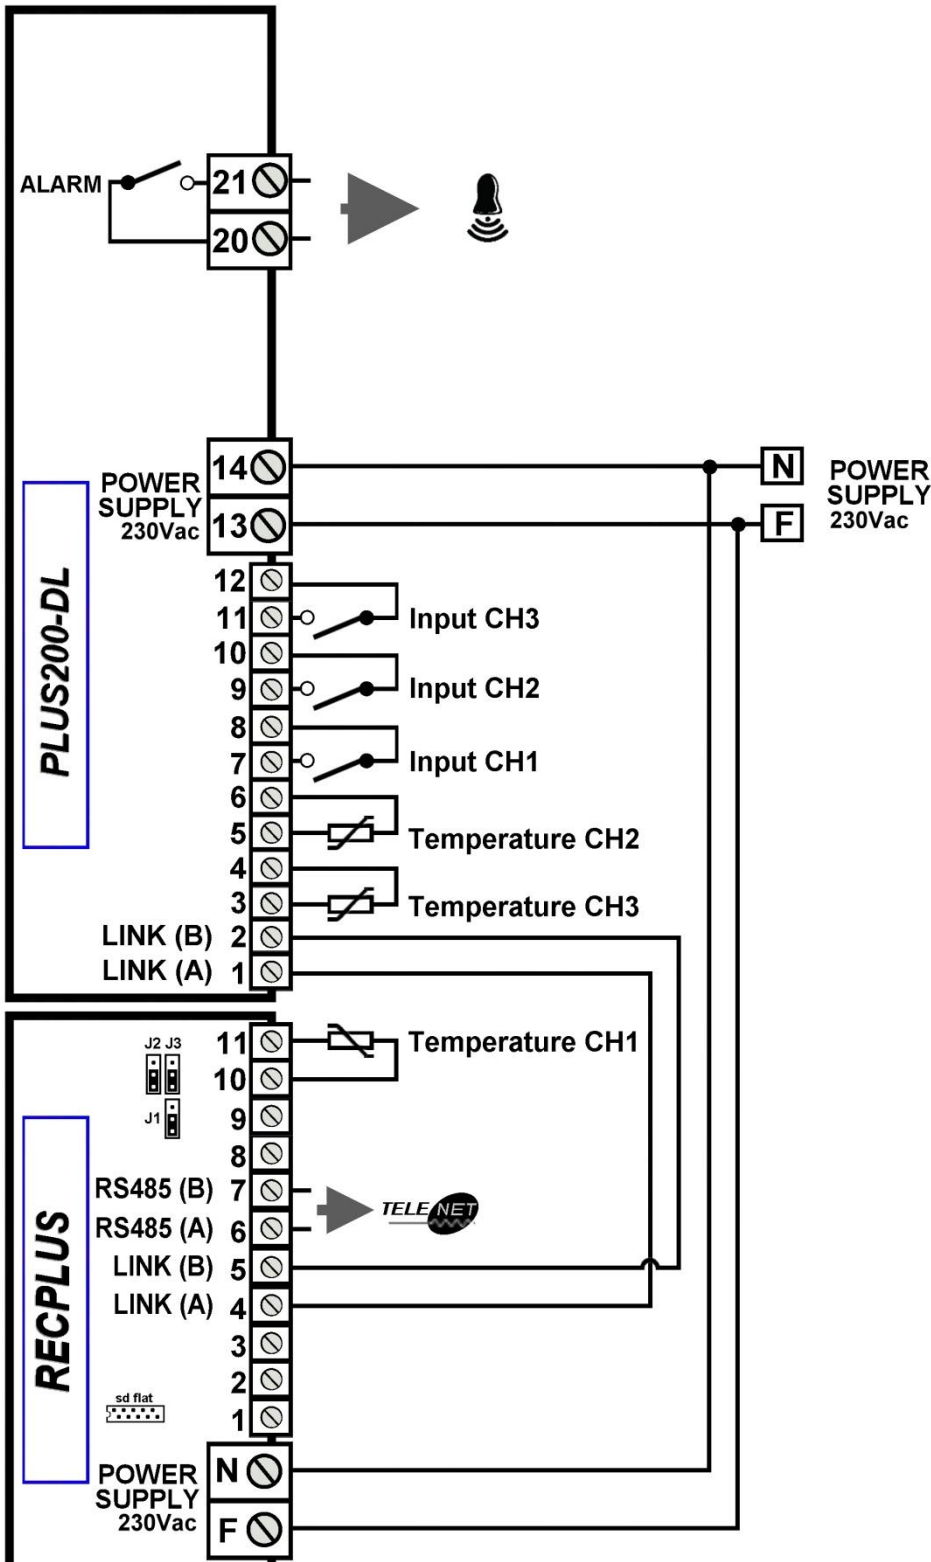 ALARM
21
20
14
POWER
SUPPLY
230Vac
13
N
POWER
SUPPLY
230Vac
F
PLUS200-DL
12
11
Input CH3
10
9
Input CH2
8
7
Input CH1
6
5
Temperature CH2
4
3
Temperature CH3
LINK (B) 2
LINK (A) 1
J2 J3
J1
11
Temperature CH1
10
9
8
RS485 (B) 7
TELE NET
RS485 (A) 6
LINK (B) 5
LINK (A) 4
3
2
1
RECPLUS
sd flat
POWER
SUPPLY
230Vac
N
F